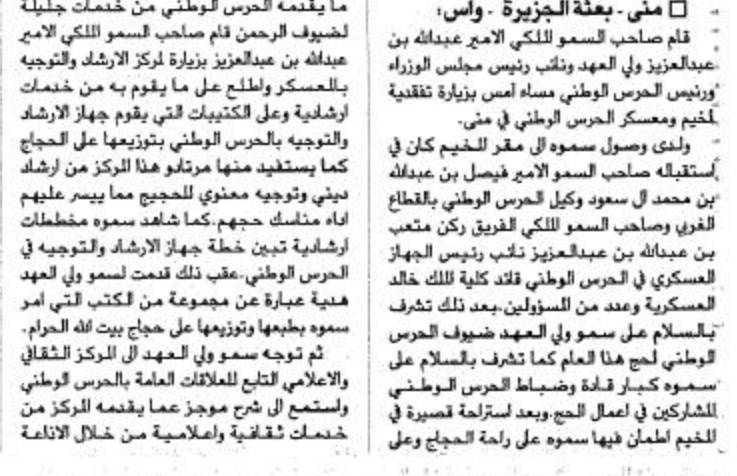 □ منى - بعثة الجزيرة - واس:
قام صاحب السمو الملكي الامير عبدالله بن
عبدالعزيز ولي العهد ونائب رئيس مجلس الوزراء
ورئيس الحرس الوطني مساء امس بزيارة تفقدية
لمخيم ومعسكر الحرس الوطني في منى.
ولدى وصول سموه الى مقر المخيم كان في
استقباله صاحب السمو الامير فيصل بن عبدالله
بن محمد آل سعود وكيل الحرس الوطني بالقطاع
الغربي وصاحب السمو الملكي الفريق ركن متعب
بن عبدالله بن عبدالعزيز نائب رئيس الجهاز
العسكري في الحرس الوطني قائد كلية الملك خالد
العسكرية وعدد من المسؤولين.بعد ذلك تشرف
بالسلام على سمو ولي العهد ضيوف الحرس
الوطني لحج هذا العام كما تشرف بالسلام على
سموه كبار قادة وضباط الحرس الوطني
المشاركين في اعمال الحج.وبعد استراحة قصيرة في
المخيم اطمأن فيها سموه على راحة الحجاج وعلى
ما يقدمه الحرس الوطني من خدمات جليلة
لضيوف الرحمن قام صاحب السمو الملكي الامير
عبدالله بن عبدالعزيز بزيارة لمركز الارشاد والتوجيه
بالمعسكر واطلع على ما يقوم به من خدمات
ارشادية وعلى الكتيبات التي يقوم جهاز الارشاد
والتوجيه بالحرس الوطني بتوزيعها على الحجاج
كما يستفيد منها مرتادو هذا المركز من ارشاد
ديني وتوجيه معنوي للحجيج مما ييسر عليهم
اداء مناسك حجهم.كما شاهد سموه مخططات
ارشادية تبين خطة جهاز الارشاد والتوجيه في
الحرس الوطني.عقب ذلك قدمت لسمو ولي العهد
هدية عبارة عن مجموعة من الكتب التي امر
سموه بطبعها وتوزيعها على حجاج بيت الله الحرام.
ثم توجه سمو ولي العهد الى المركز الثقافي
والاعلامي التابع للعلاقات العامة بالحرس الوطني
واستمع الى شرح موجز عما يقدمه المركز من
خدمات ثقافية واعلامية من خلال الاذاعة